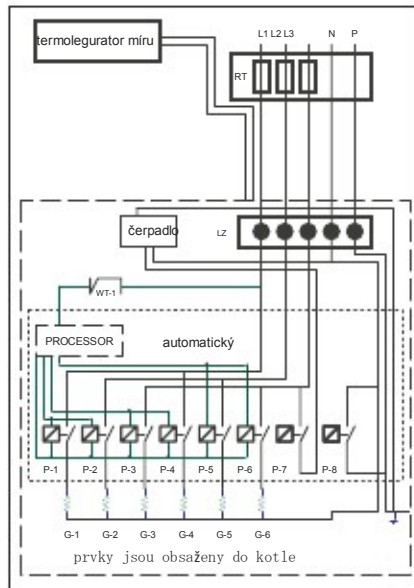 L1 L2 L3 N P
termolegurator míru
RT
čerpadlo
LZ
WT-1
PROCESSOR
automatický
P-1 P-2 P-3 P-4 P-5 P-6 P-7 P-8
G-1 G-2 G-3 G-4 G-5 G-6
prvky jsou obsaženy do kotle